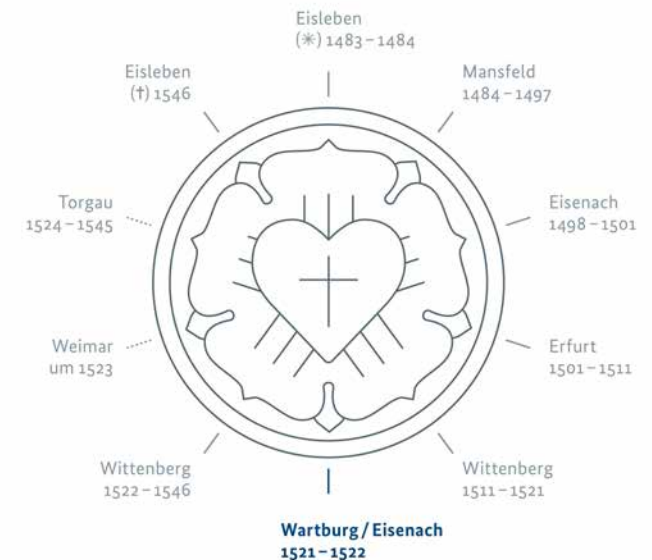 Eisleben
(✳) 1483–1484
Mansfeld
1484–1497
Eisenach
1498–1501
Erfurt
1501–1511
Wittenberg
1511–1521
Wartburg / Eisenach
1521–1522
Wittenberg
1522–1546
Weimar
um 1523
Torgau
1524–1545
Eisleben
(†) 1546